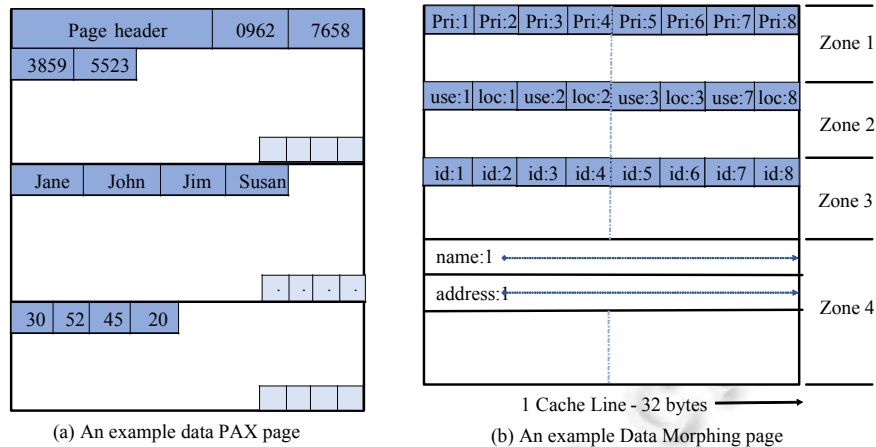 Page header 0962 7658
3859 5523
Jane John Jim Susan
. . . .
30 52 45 20
(a) An example data PAX page
Pri:1 Pri:2 Pri:3 Pri:4 Pri:5 Pri:6 Pri:7 Pri:8
Zone 1
use:1 loc:1 use:2 loc:2 use:3 loc:3 use:7 loc:8
Zone 2
id:1 id:2 id:3 id:4 id:5 id:6 id:7 id:8
Zone 3
name:1
address:1
Zone 4
1 Cache Line - 32 bytes
(b) An example Data Morphing page